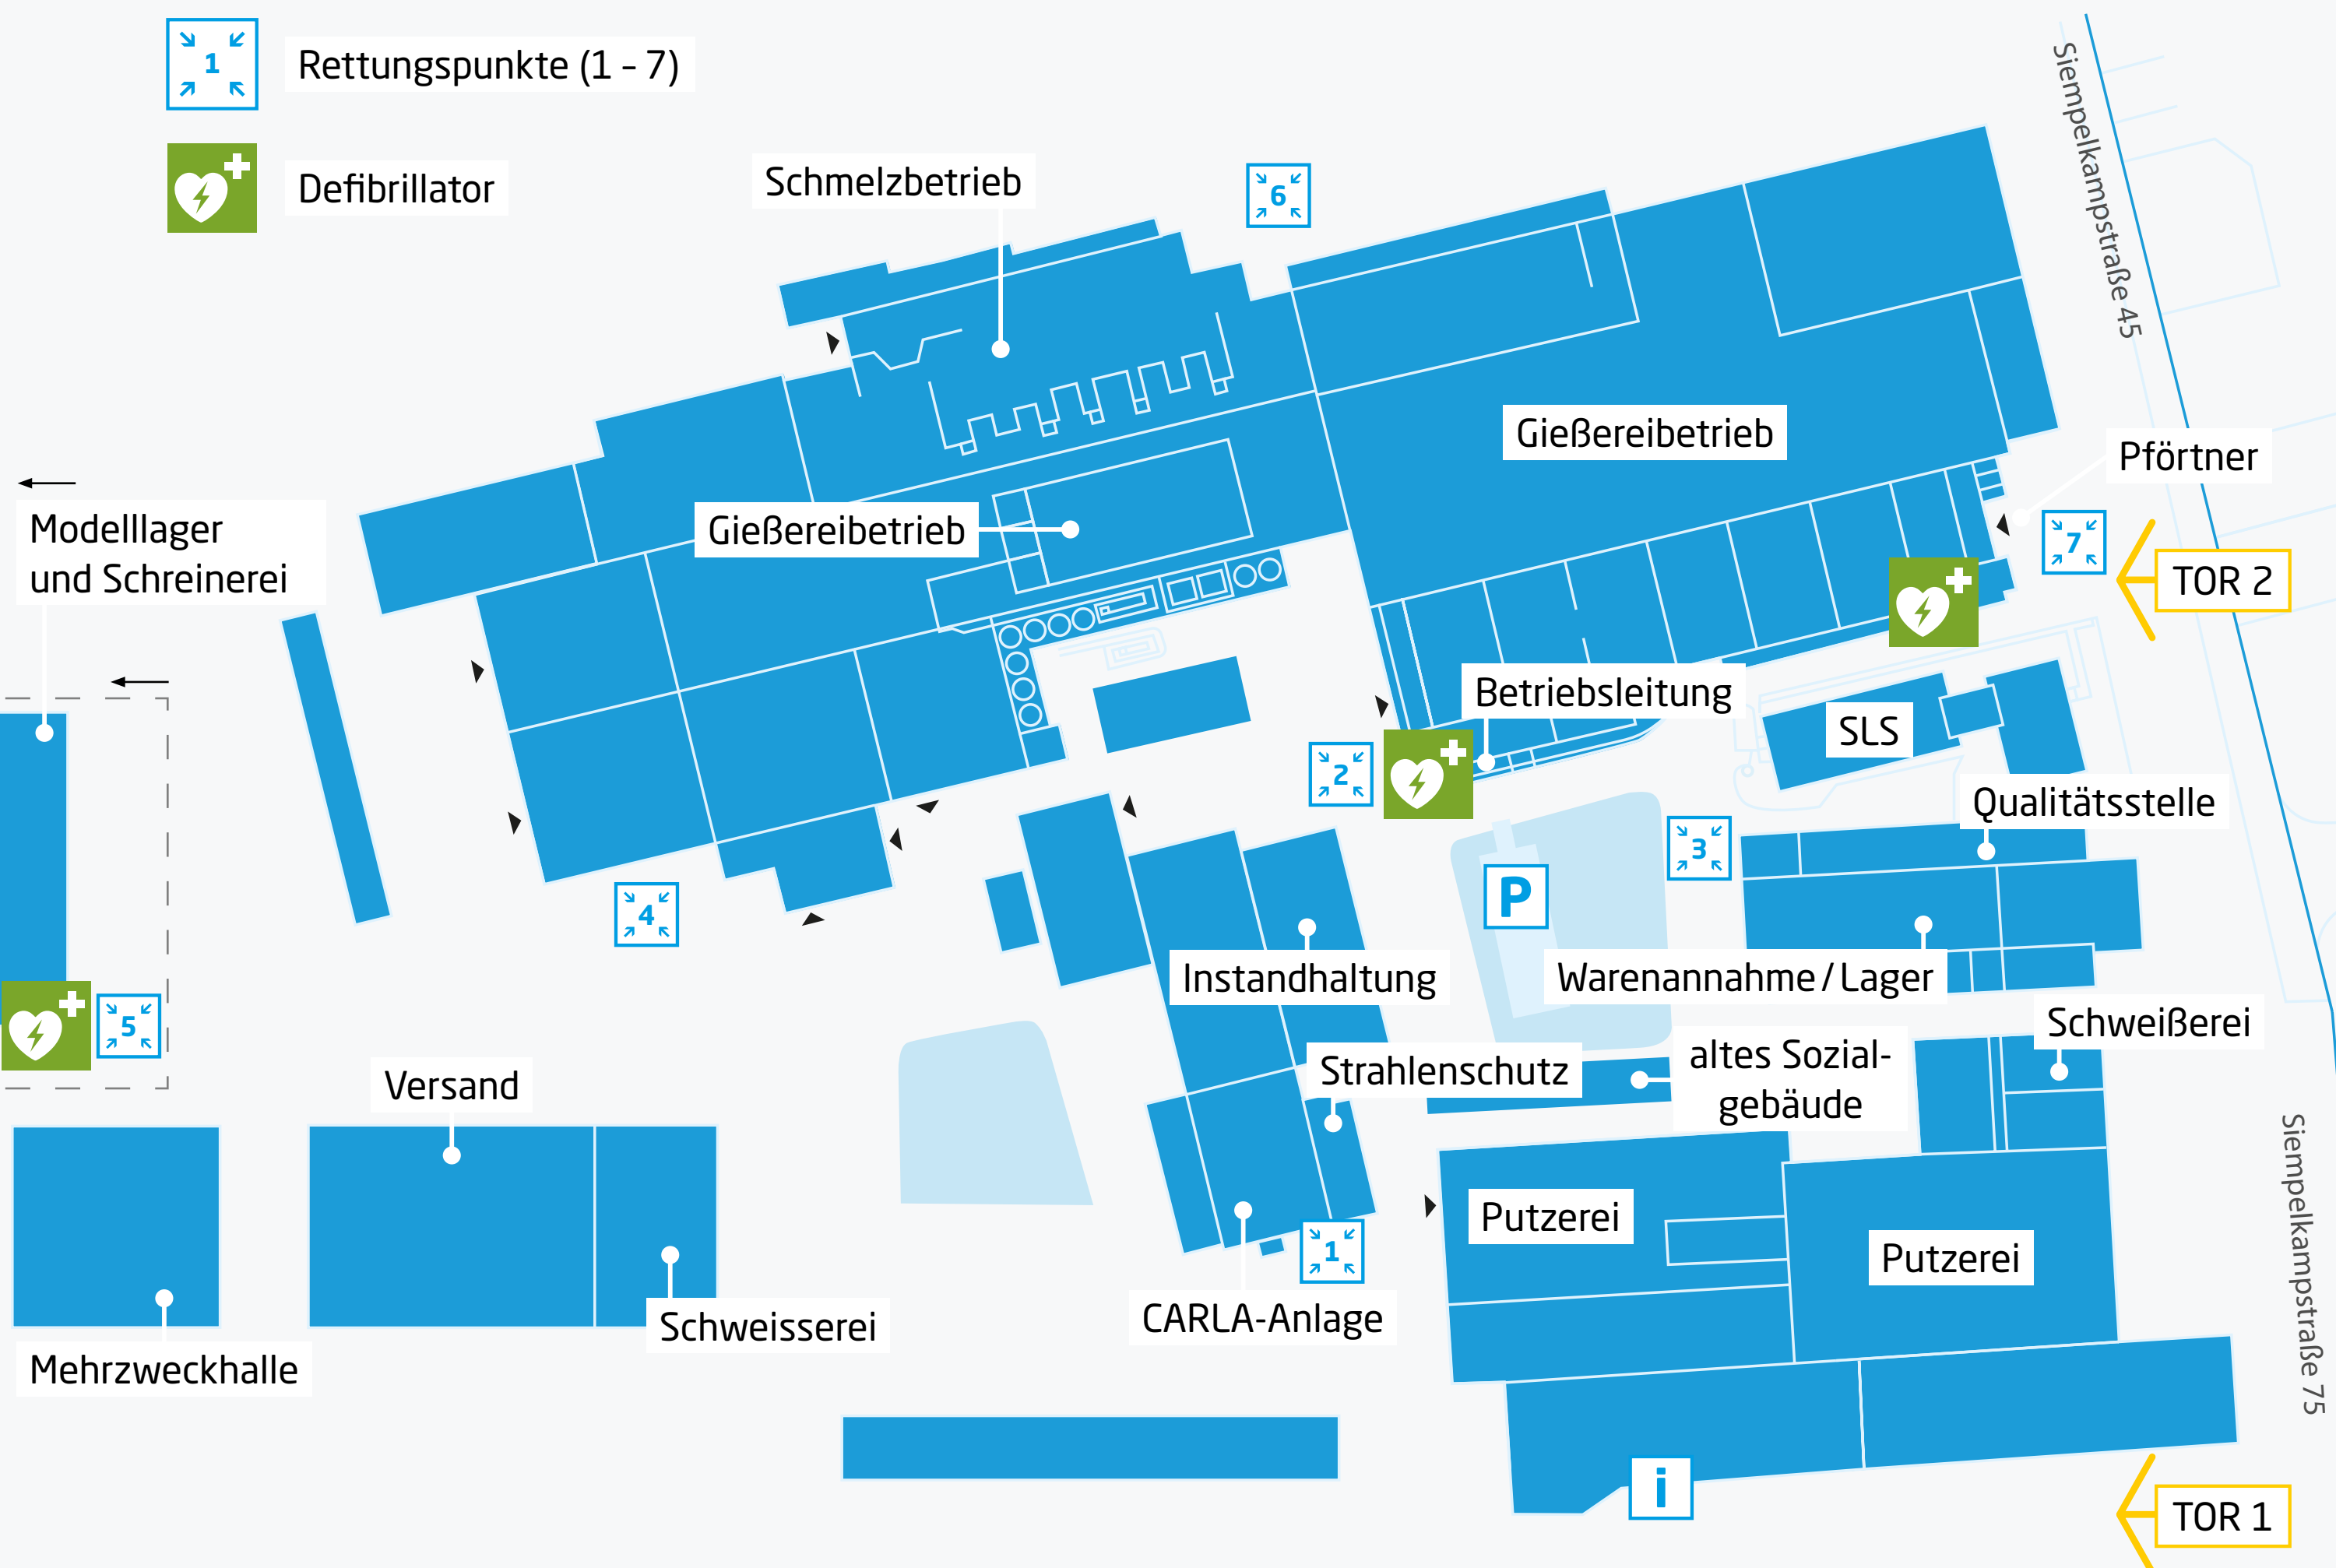 1
Rettungspunkte (1 – 7)
Defibrillator
Schmelzbetrieb
6
Siempelkampstraße 45
Gießereibetrieb
Pförtner
Gießereibetrieb
Modelllager
und Schreinerei
7
TOR 2
Betriebsleitung
SLS
2
Qualitätsstelle
3
P
4
Instandhaltung
Warenannahme / Lager
5
Schweißerei
Versand
Strahlenschutz
altes Sozial-
gebäude
Siempelkampstraße 75
Putzerei
1
Putzerei
Schweisserei
CARLA-Anlage
Mehrzweckhalle
i
TOR 1